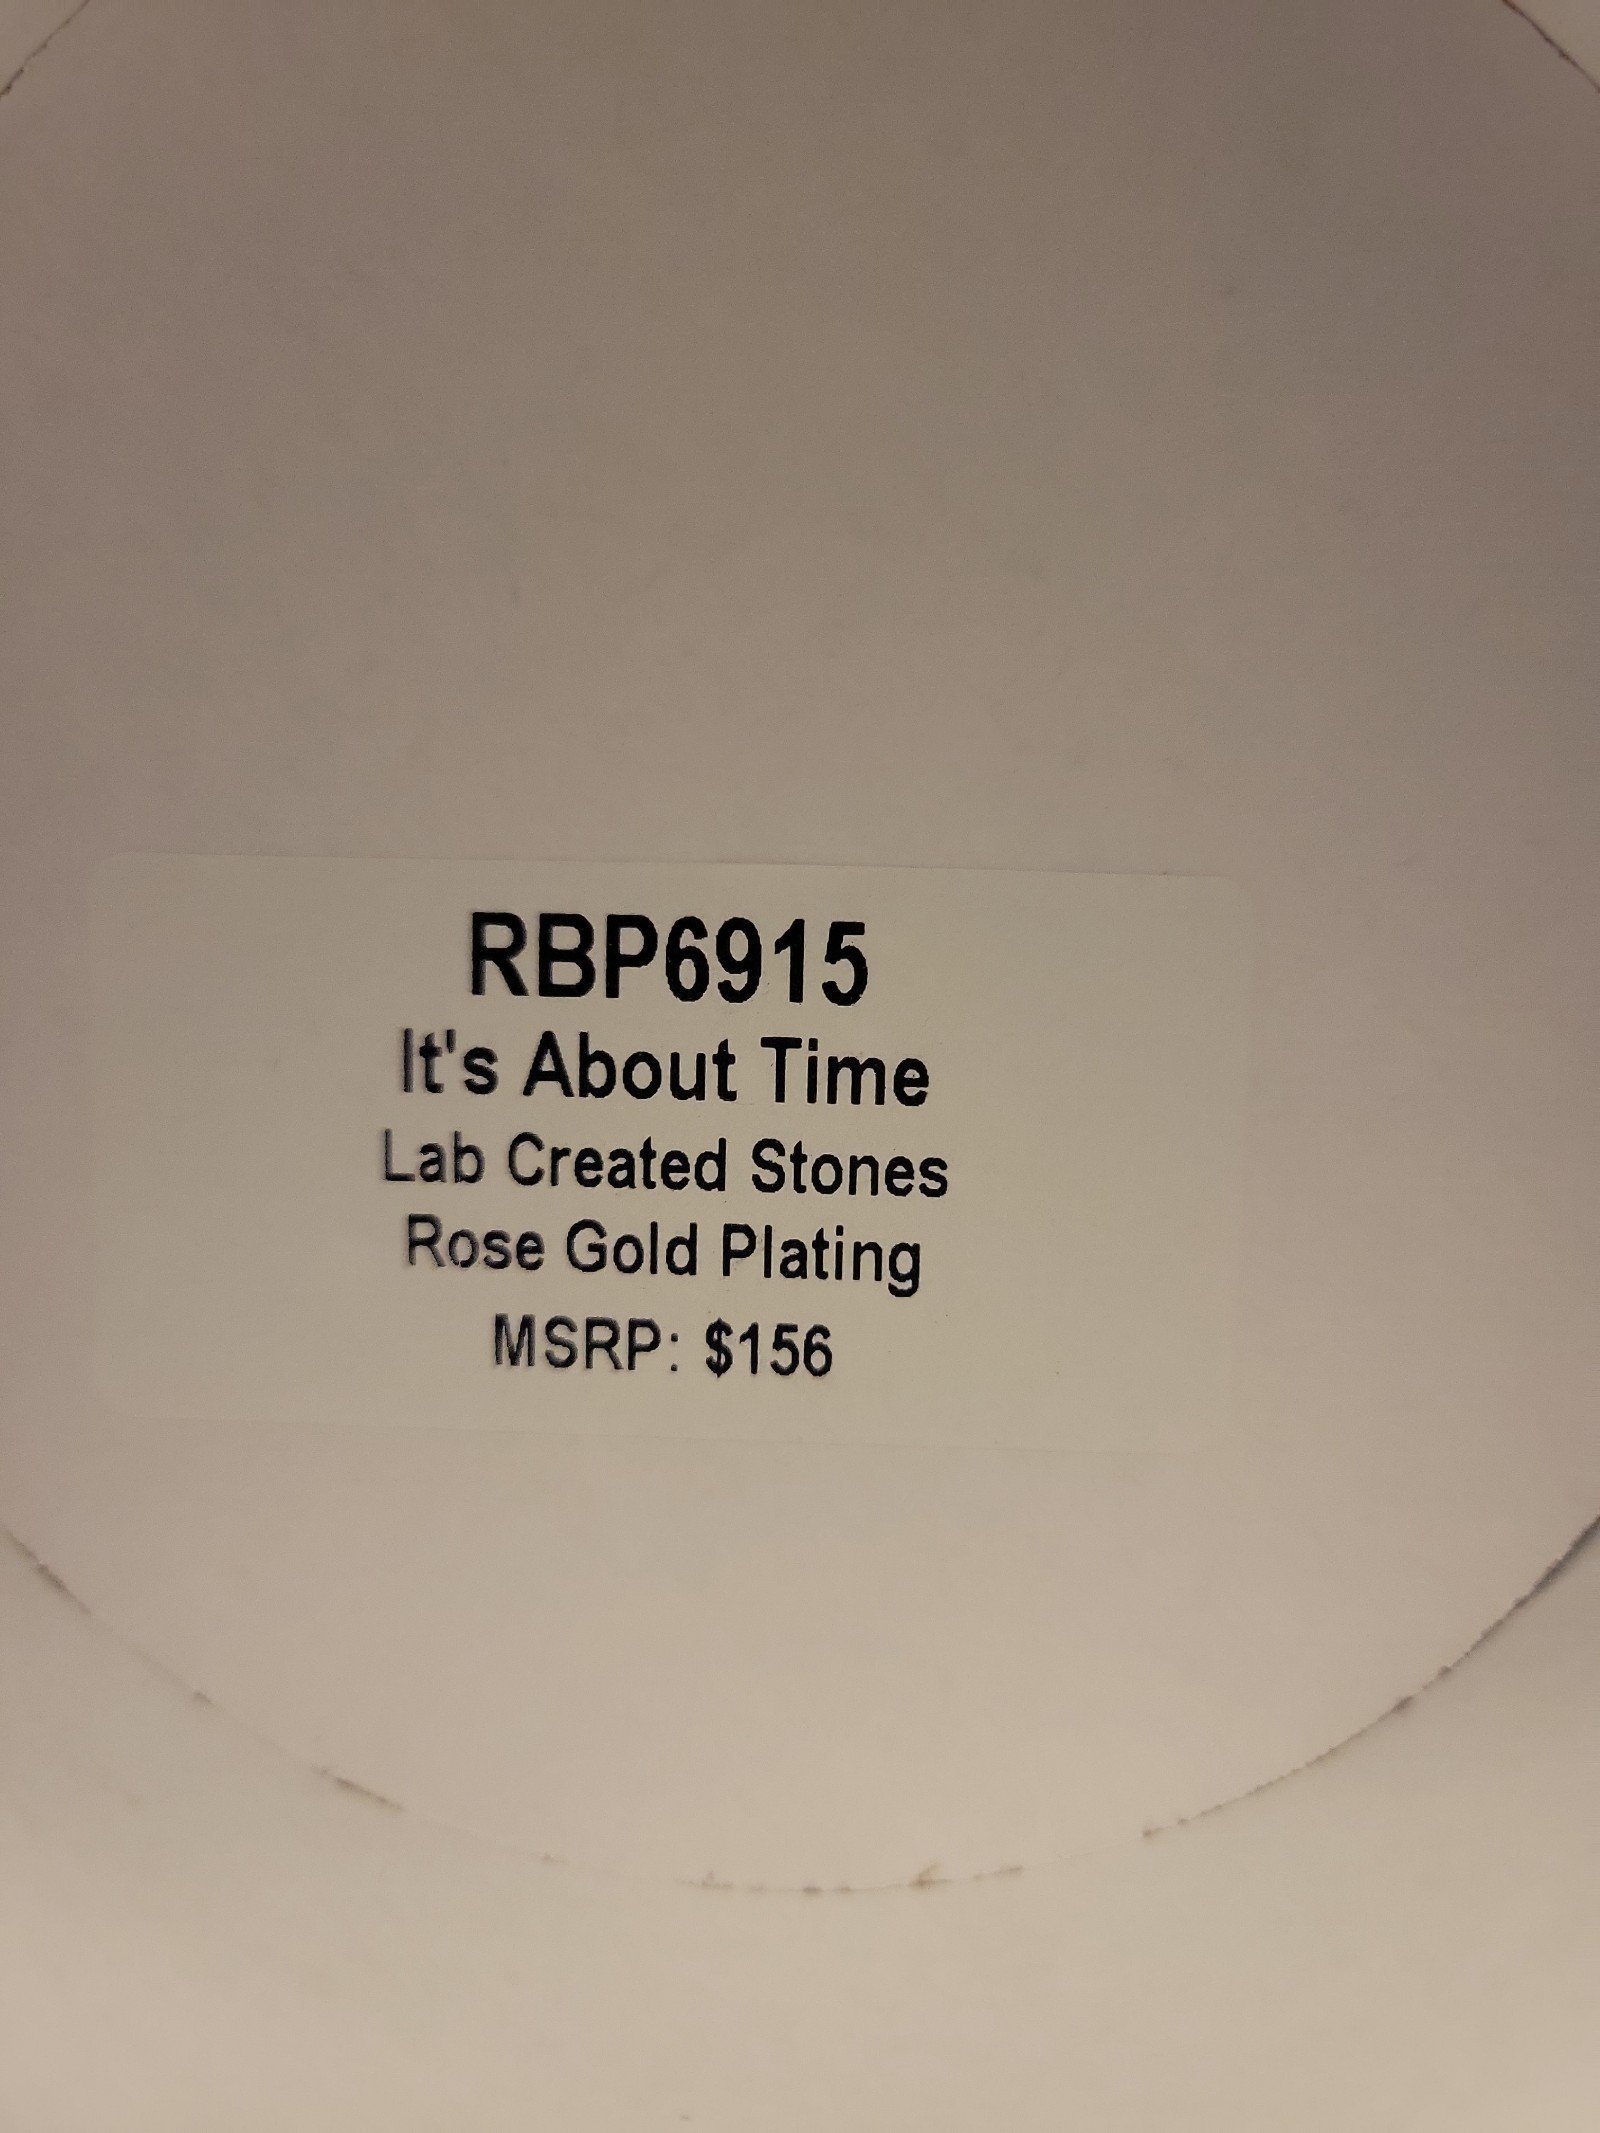 RBP6915
It's About Time
Lab Created Stones
Rose Gold Plating
MSRP: $156